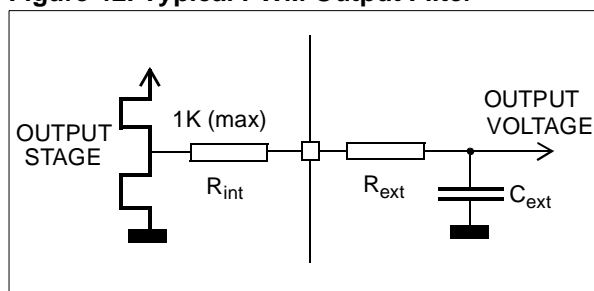 Figure 42. Typical PWM Output Filter
OUTPUT
STAGE
1K (max)
R_int
R_ext
OUTPUT
VOLTAGE
C_ext